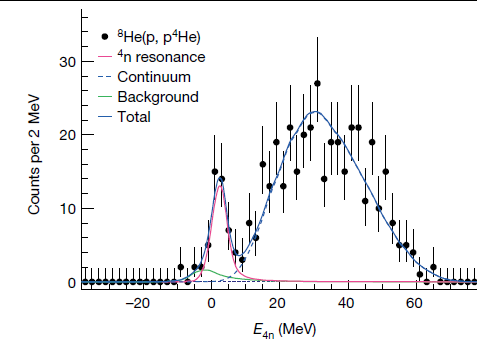 ⁸He(p, p⁴He)
⁴n resonance
Continuum
Background
Total
Counts per 2 MeV
30
20
10
0
−20 0 20 40 60
E₄ₙ (MeV)